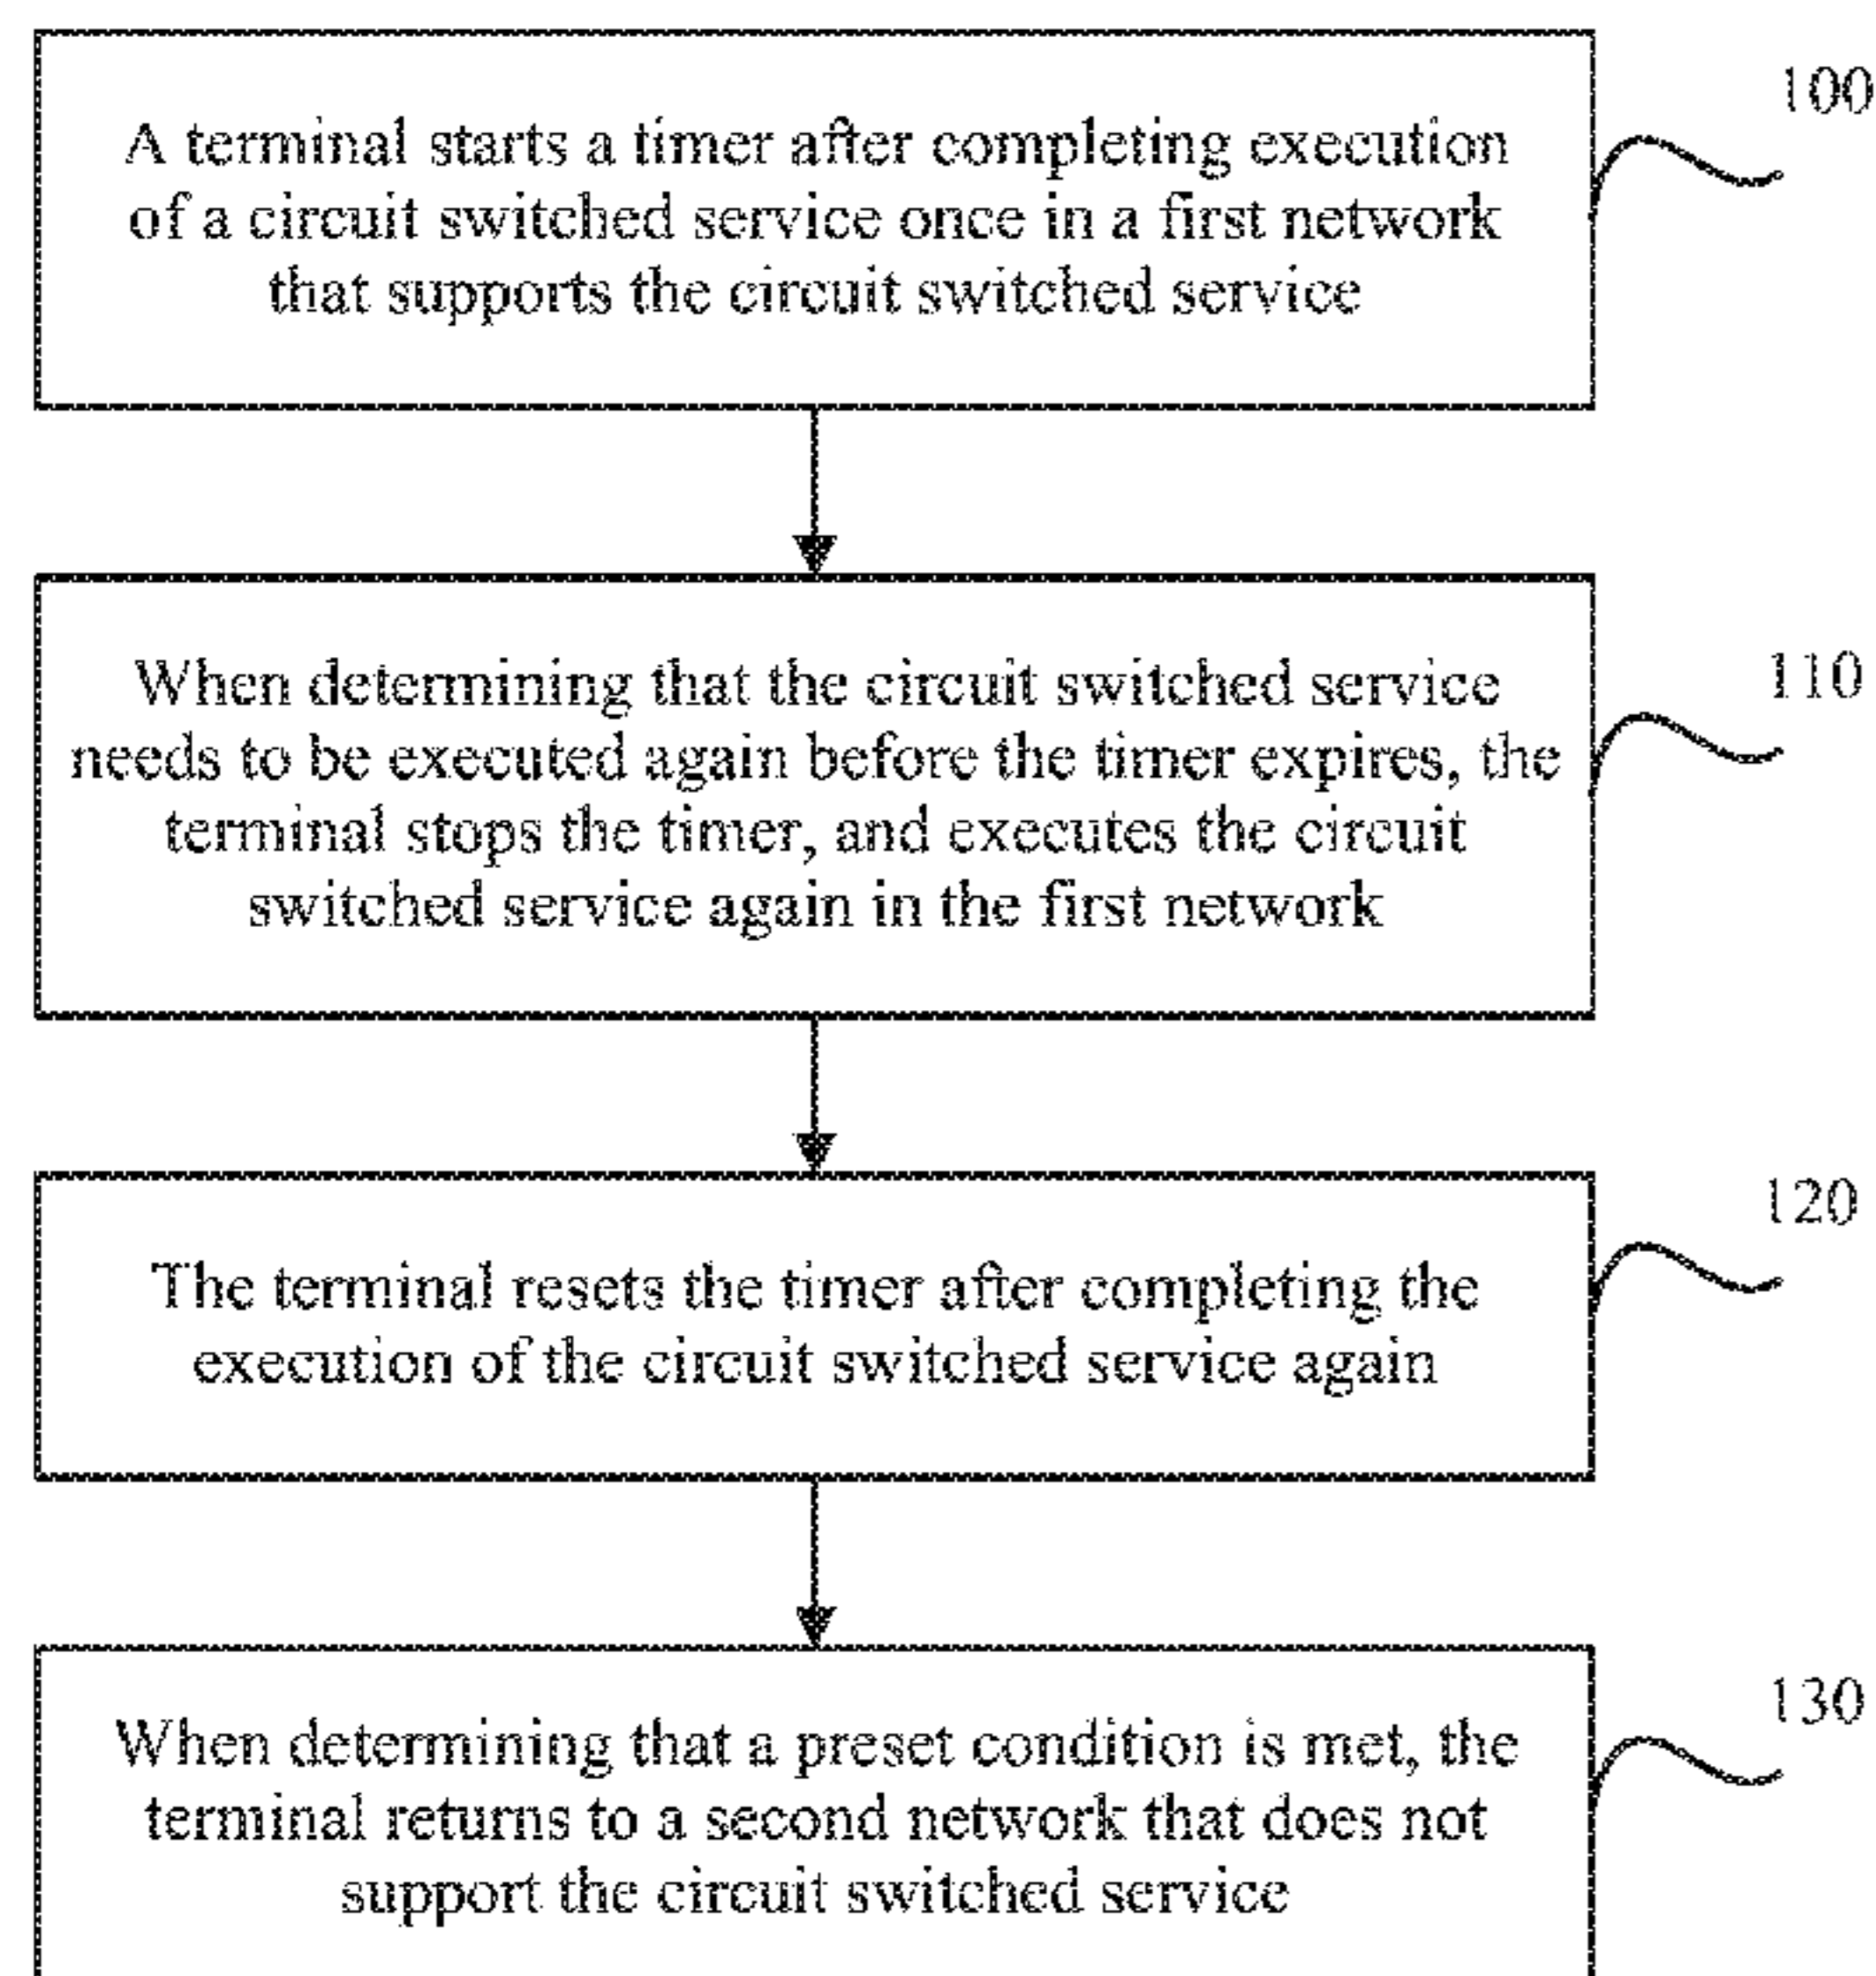 100
A terminal starts a timer after completing execution
of a circuit switched service once in a first network
that supports the circuit switched service
110
When determining that the circuit switched service
needs to be executed again before the timer expires, the
terminal stops the timer, and executes the circuit
switched service again in the first network
120
The terminal resets the timer after completing the
execution of the circuit switched service again
130
When determining that a preset condition is met, the
terminal returns to a second network that does not
support the circuit switched service